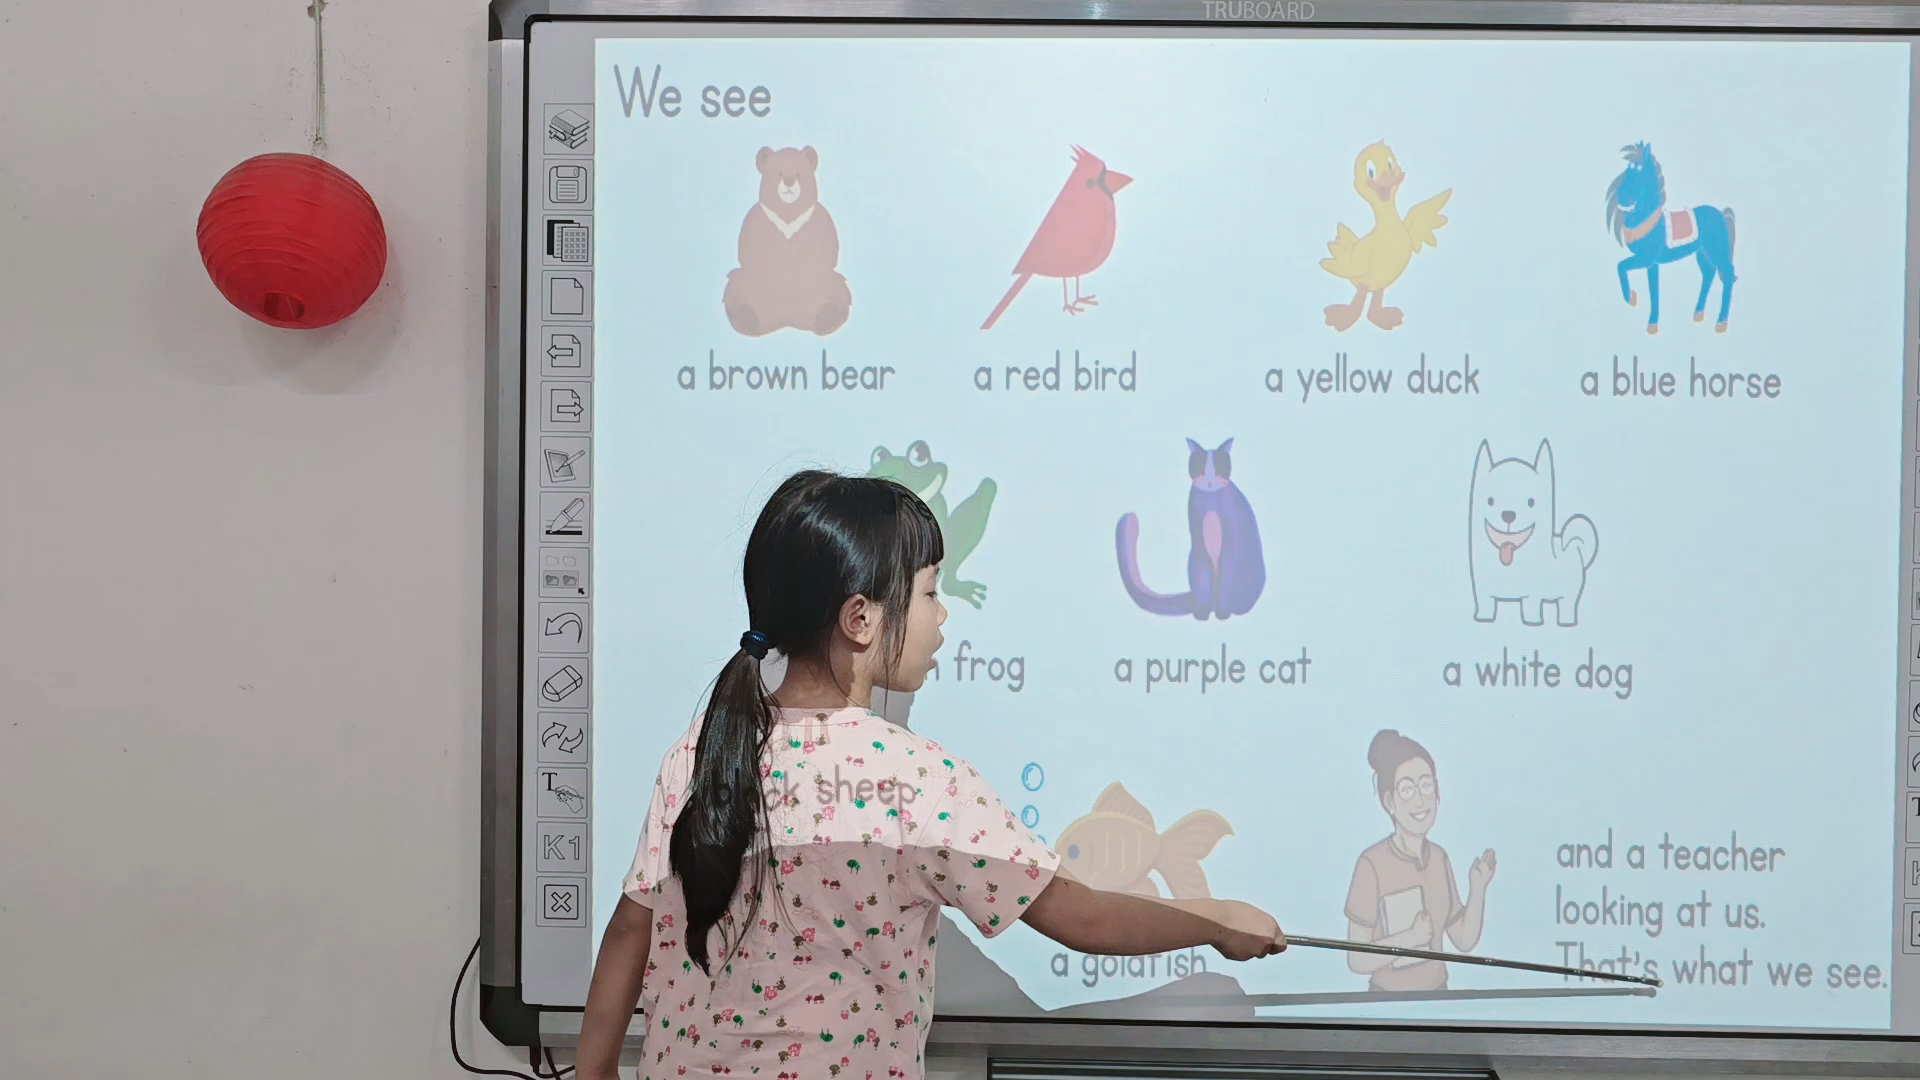 TRUBOARD
We see
a brown bear
a red bird
a yellow duck
a blue horse
frog
a purple cat
a white dog
sheep
a goldfish
and a teacher
looking at us.
That's what we see.
T
K1